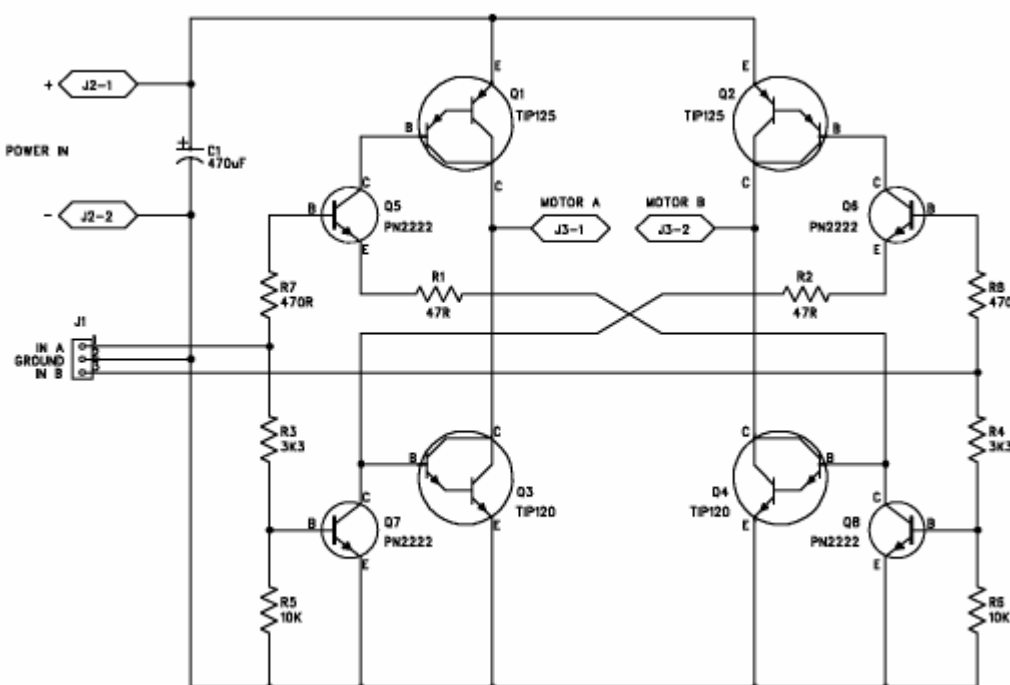 E
E
Q1
TIP125
Q2
TIP125
+ J2-1
B
B
POWER IN
+
C1
470uF
C
C
C
C
MOTOR A
MOTOR B
- J2-2
B
Q5
PN2222
J3-1
J3-2
Q6
PN2222
B
E
E
R7
470R
R1
47R
R2
47R
R8
470
J1
IN A
GROUND
IN B
R3
3K3
R4
3K3
C
C
B
B
Q3
TIP120
Q4
TIP120
C
C
B
Q7
PN2222
E
E
Q8
PN2222
B
E
E
R5
10K
R6
10K